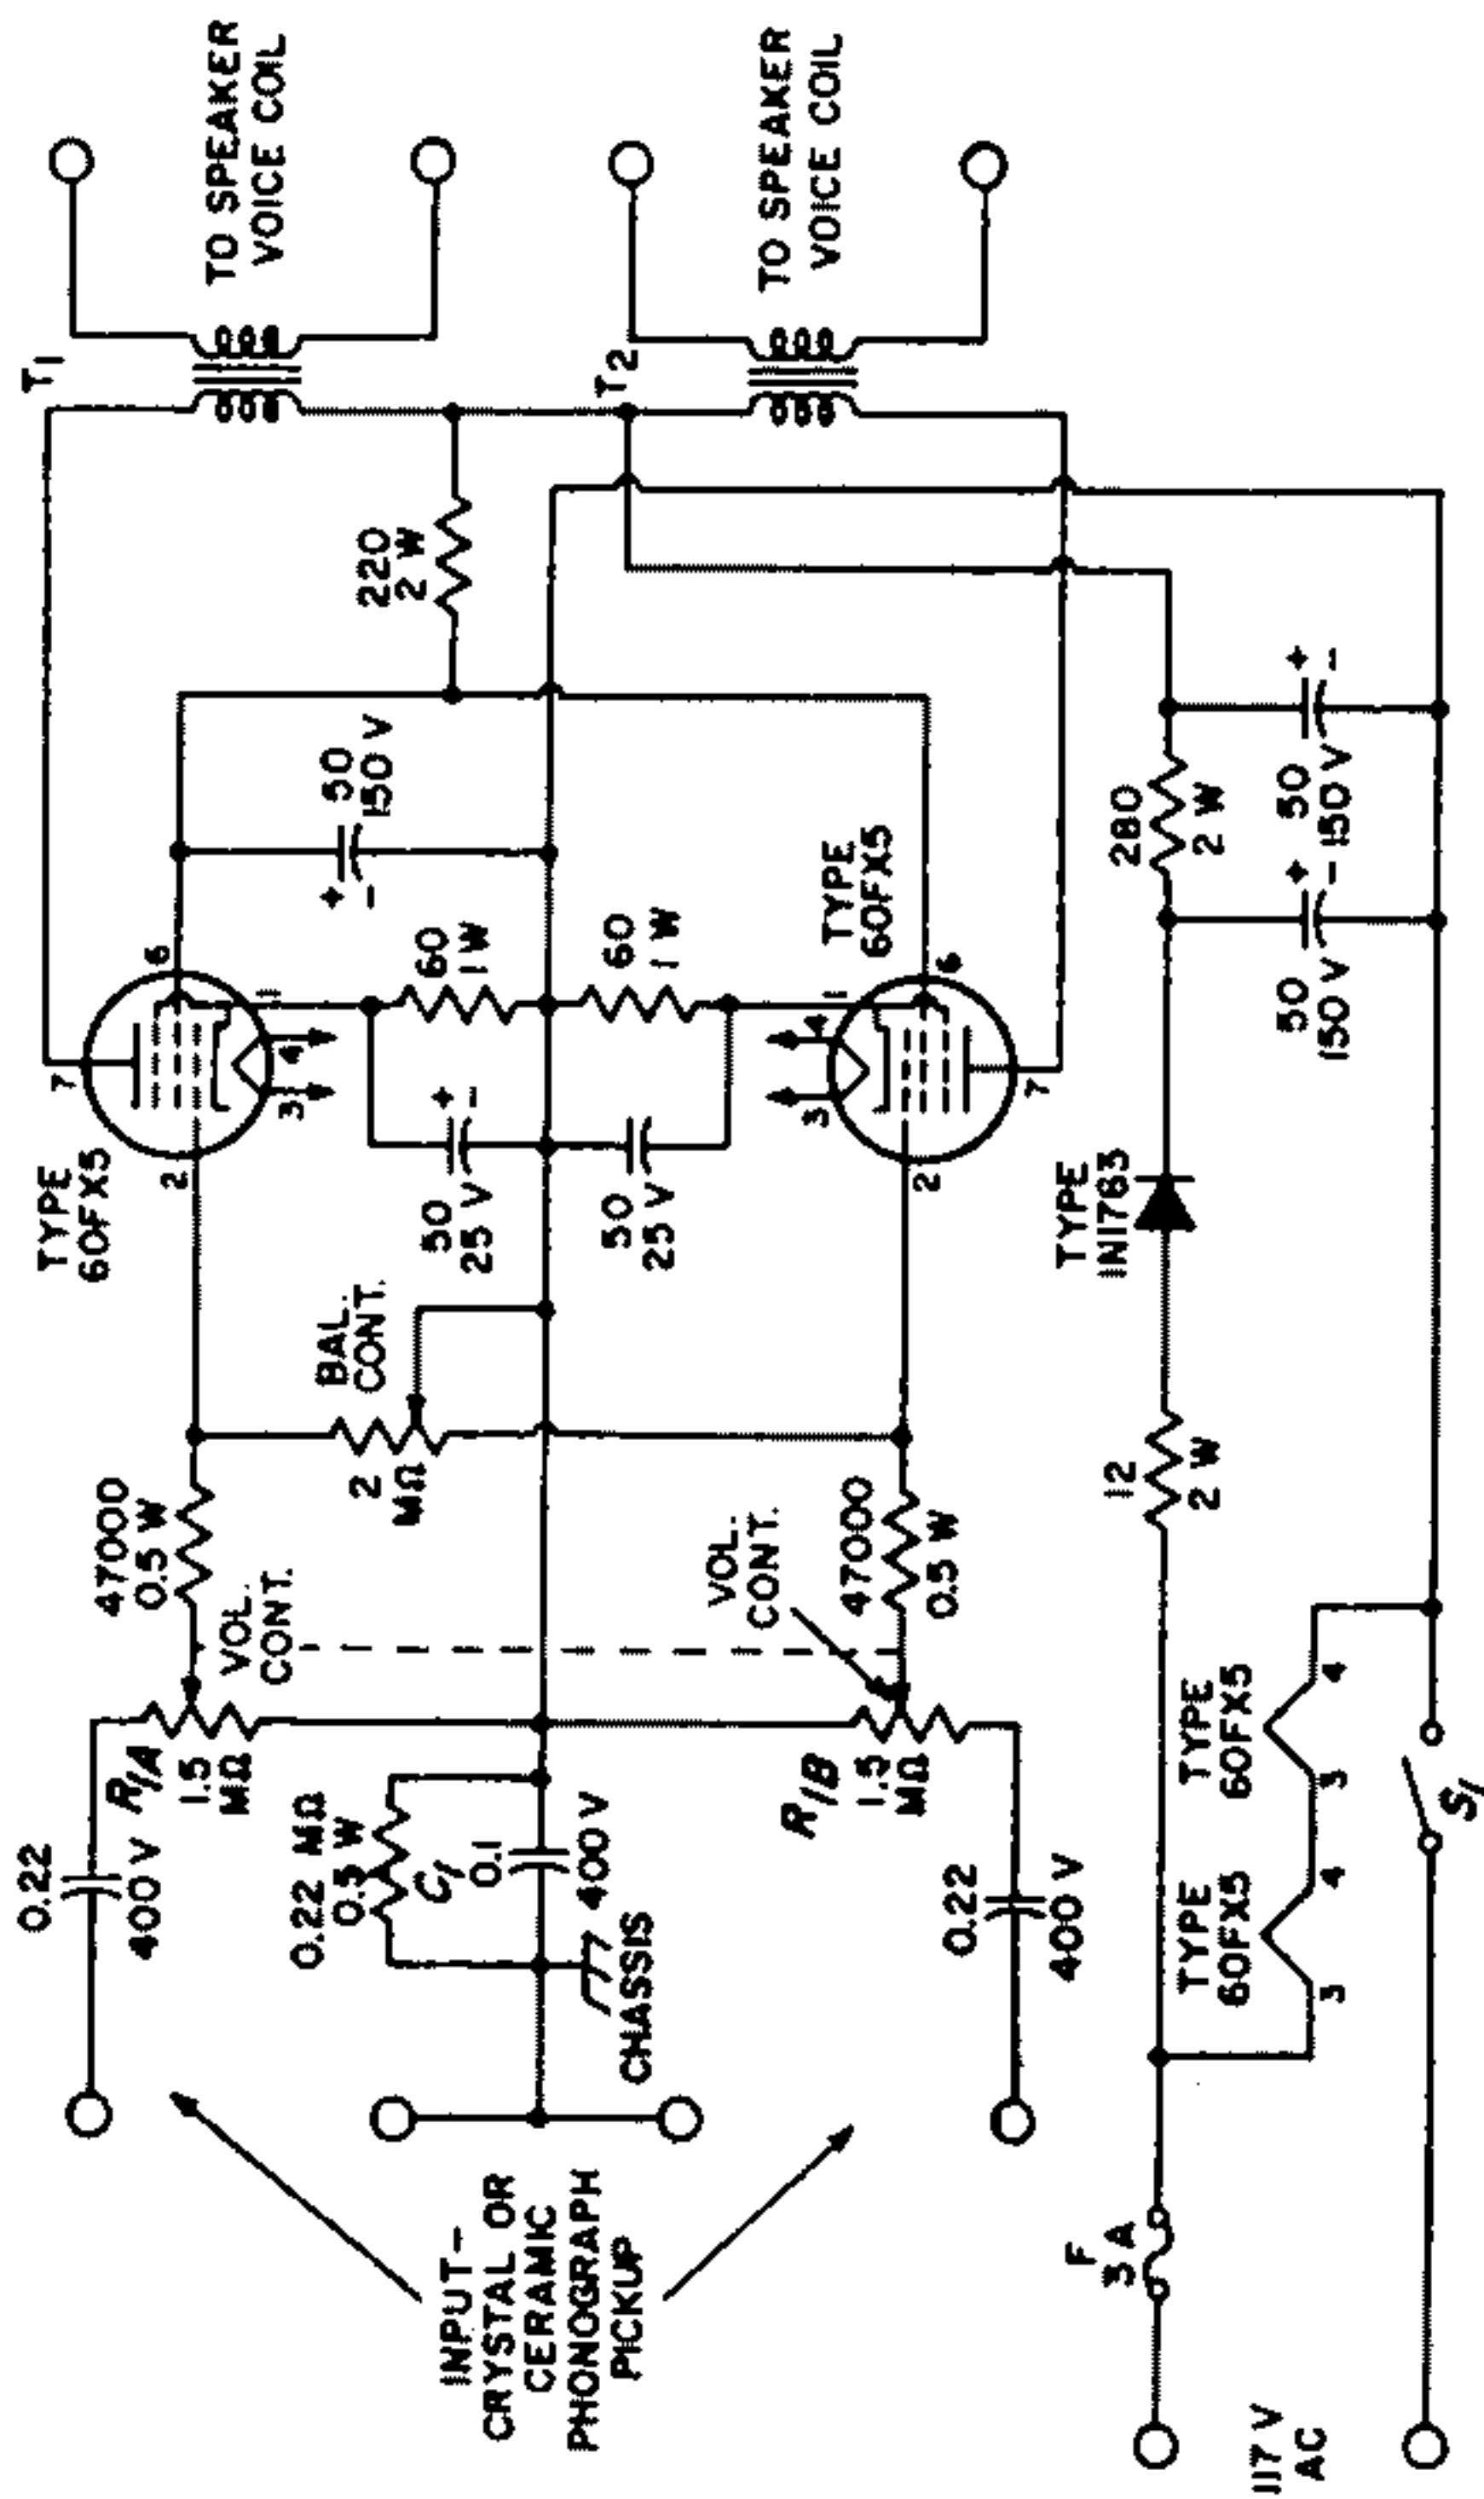 0.22
400 V
R1A
1.5
MΩ
47000
0.5 W
VOL.
CONT.
TYPE
60FX5
2
7
6
1
3
4
T1
TO SPEAKER
VOICE COIL
INPUT–
CRYSTAL OR
CERAMIC
PHONOGRAPH
PICKUP
0.22 MΩ
0.5 W
C1
0.1
400 V
CHASSIS
2
MΩ
BAL.
CONT.
50
25 V
+
-
50
25 V
60
1 W
60
1 W
+
-
50
150 V
220
2 W
T2
TO SPEAKER
VOICE COIL
0.22
400 V
R1B
1.5
MΩ
VOL.
CONT.
47000
0.5 W
2
3
4
1
6
7
TYPE
60FX5
117 V
AC
F
3 A
12
2 W
TYPE
1N1763
280
2 W
50
150 V
+
-
50
150 V
+
-
TYPE
60FX5
3
4
TYPE
60FX5
3
4
S1